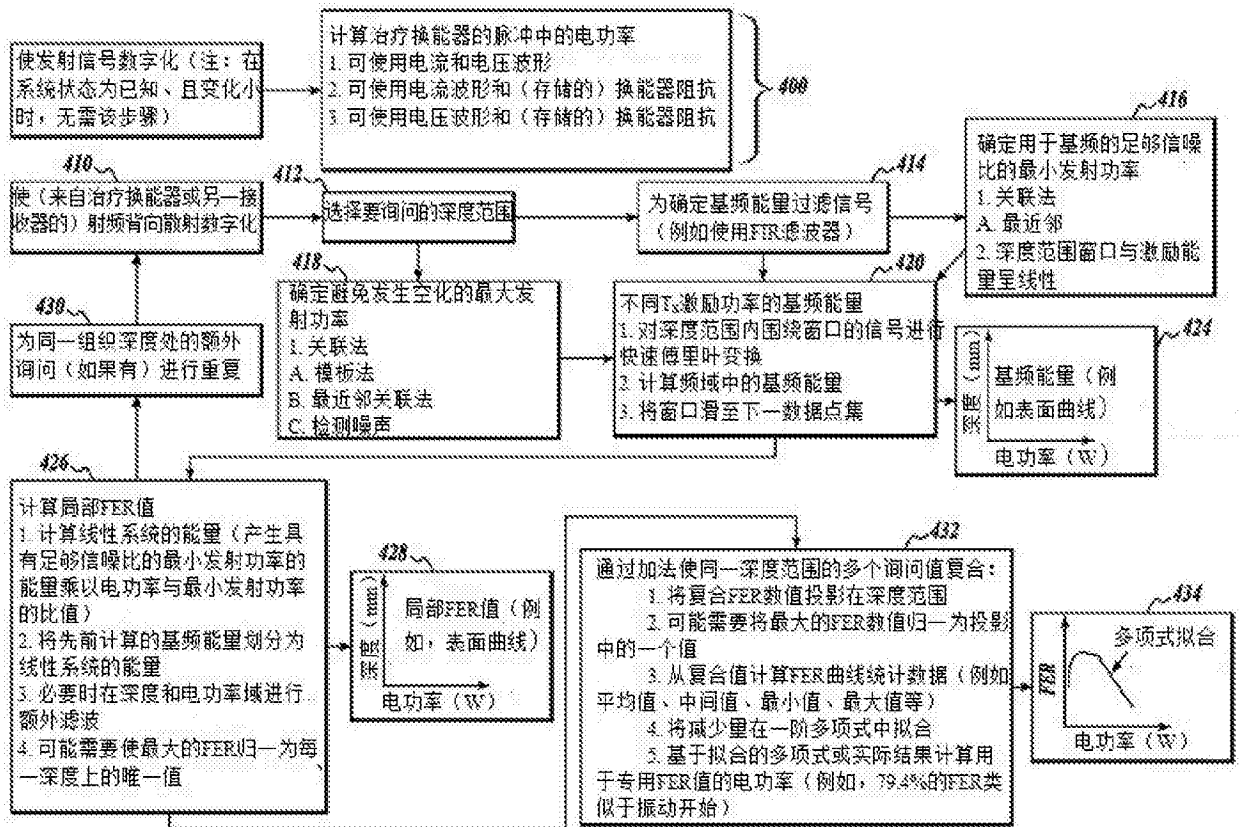 使发射信号数字化（注：在
系统状态为已知、且变化小
时，无需该步骤）
计算治疗换能器的脉冲中的电功率
1. 可使用电流和电压波形
2. 可使用电流波形和（存储的）换能器阻抗
3. 可使用电压波形和（存储的）换能器阻抗
400
410
使（来自治疗换能器或另一接
收器的）射频背向散射数字化
412
选择要询问的深度范围
414
为确定基频能量过滤信号
（例如使用FIR滤波器）
416
确定用于基频的足够信噪
比的最小发射功率
1. 关联法
A. 最近邻
2. 深度范围窗口与激励能
量呈线性
418
确定避免发生空化的最大发
射功率
1. 关联法
A. 模板法
B. 最近邻关联法
C. 检测噪声
420
不同Tx激励功率的基频能量
1. 对深度范围内围绕窗口的信号进行
快速傅里叶变换
2. 计算频域中的基频能量
3. 将窗口滑至下一数据点集
424
深度（mm）
基频能量（例
如表面曲线）
电功率（W）
430
为同一组织深度处的额外
询问（如果有）进行重复
426
计算局部FER值
1. 计算线性系统的能量（产生具
有足够信噪比的最小发射功率的
能量乘以电功率与最小发射功率
的比值）
2. 将先前计算的基频能量划分为
线性系统的能量
3. 必要时在深度和电功率域进行
额外滤波
4. 可能需要使最大的FER归一为每
一深度上的唯一值
428
深度（mm）
局部FER值（例
如，表面曲线）
电功率（W）
432
通过加法使同一深度范围的多个询问值复合：
1. 将复合FER数值投影在深度范围
2. 可能需要将最大的FER数值归一为投影
中的一个值
3. 从复合值计算FER曲线统计数据（例如
平均值、中间值、最小值、最大值等）
4. 将减少量在一阶多项式中拟合
5. 基于拟合的多项式或实际结果计算用
于专用FER值的电功率（例如，79.4%的FER类
似于振动开始）
434
FER
多项式拟合
电功率（W）